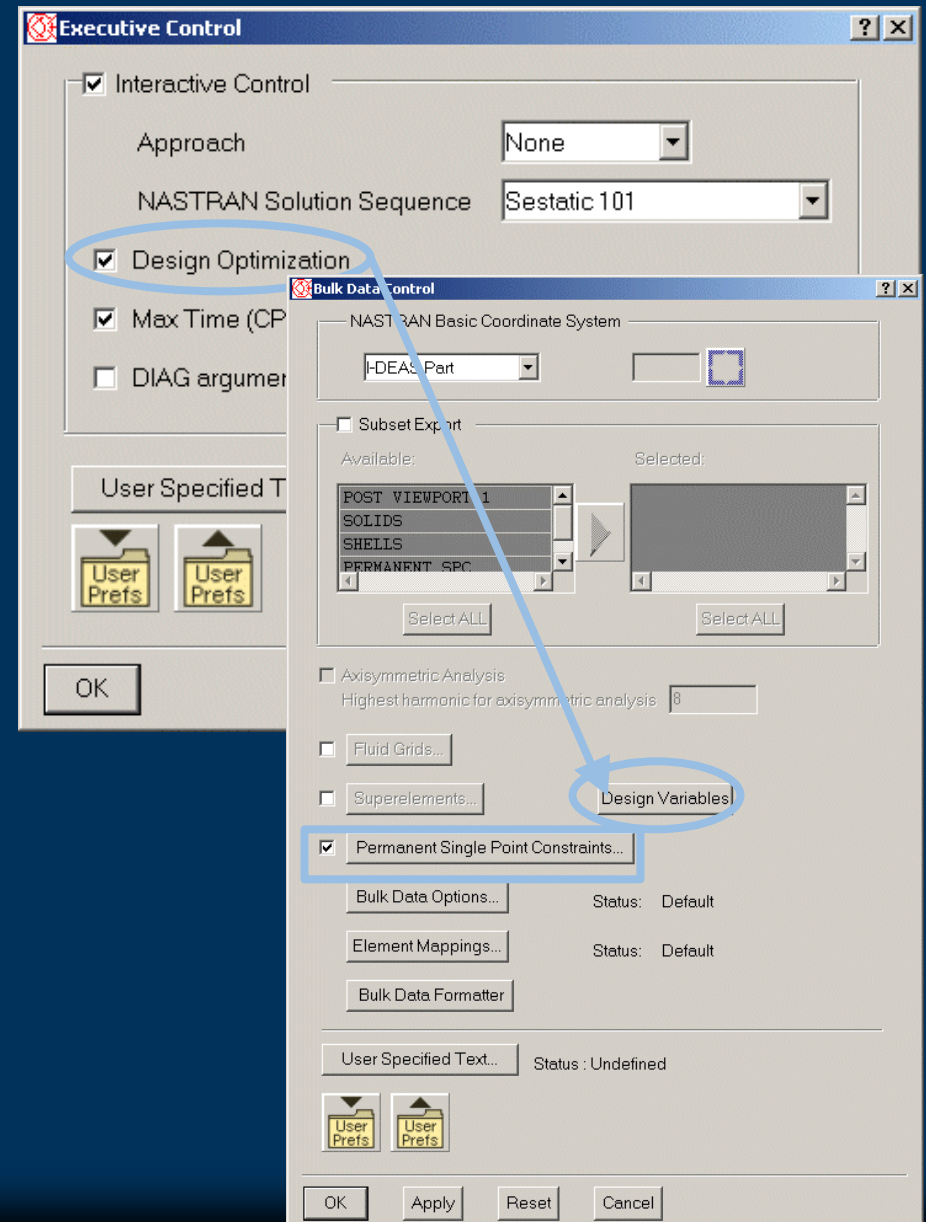 Executive Control
Interactive Control
Approach
None
NASTRAN Solution Sequence
Sestatic 101
Design Optimization
Max Time (CP
DIAG argumer
User Specified T
User Prefs
User Prefs
OK
Bulk Data Control
NASTRAN Basic Coordinate System
I-DEAS Part
Subset Export
Available:
Selected:
POST VIEWPORT 1
SOLIDS
SHELLS
PERMANENT SPC
Select ALL
Select ALL
Axisymmetric Analysis
Highest harmonic for axisymmetric analysis 8
Fluid Grids...
Superelements...
Design Variables
Permanent Single Point Constraints...
Bulk Data Options...
Status: Default
Element Mappings...
Status: Default
Bulk Data Formatter
User Specified Text...
Status : Undefined
User Prefs
User Prefs
OK
Apply
Reset
Cancel